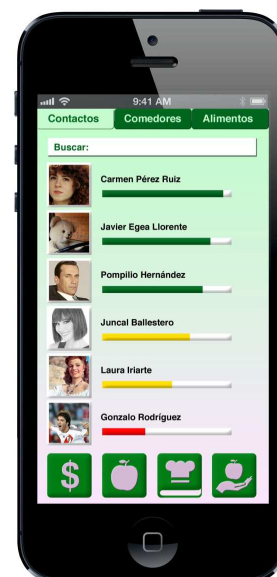 9:41 AM
Contactos Comedores Alimentos
Buscar:
Carmen Pérez Ruiz
Javier Egea Llorente
Pompilio Hernández
Juncal Ballestero
Laura Iriarte
Gonzalo Rodríguez
$